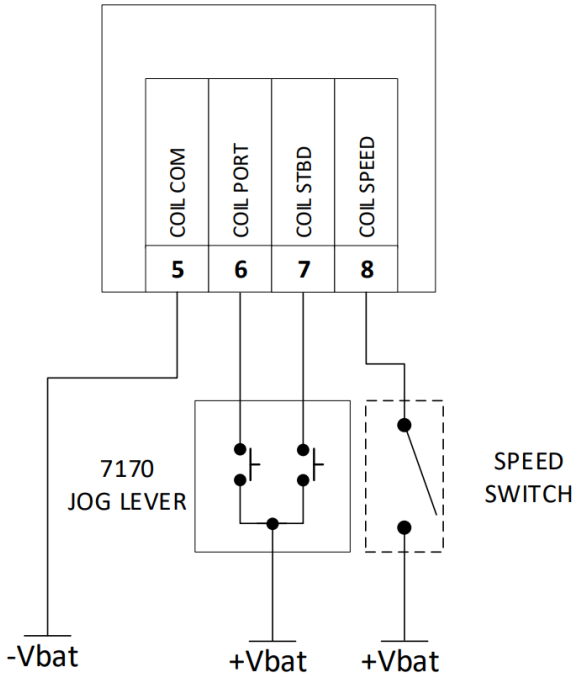 COIL COM
COIL PORT
COIL STBD
COIL SPEED
5
6
7
8
7170
JOG LEVER
SPEED
SWITCH
-Vbat
+Vbat
+Vbat